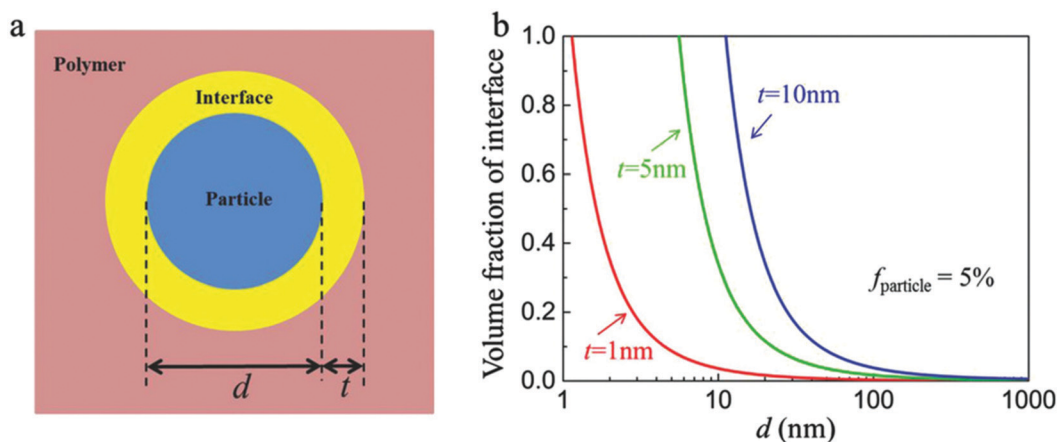 a
Polymer
Interface
Particle
d
t
b
Volume fraction of interface
1.0
0.8
0.6
0.4
0.2
0.0
t=10nm
t=5nm
t=1nm
fparticle = 5%
1
10
100
1000
d (nm)